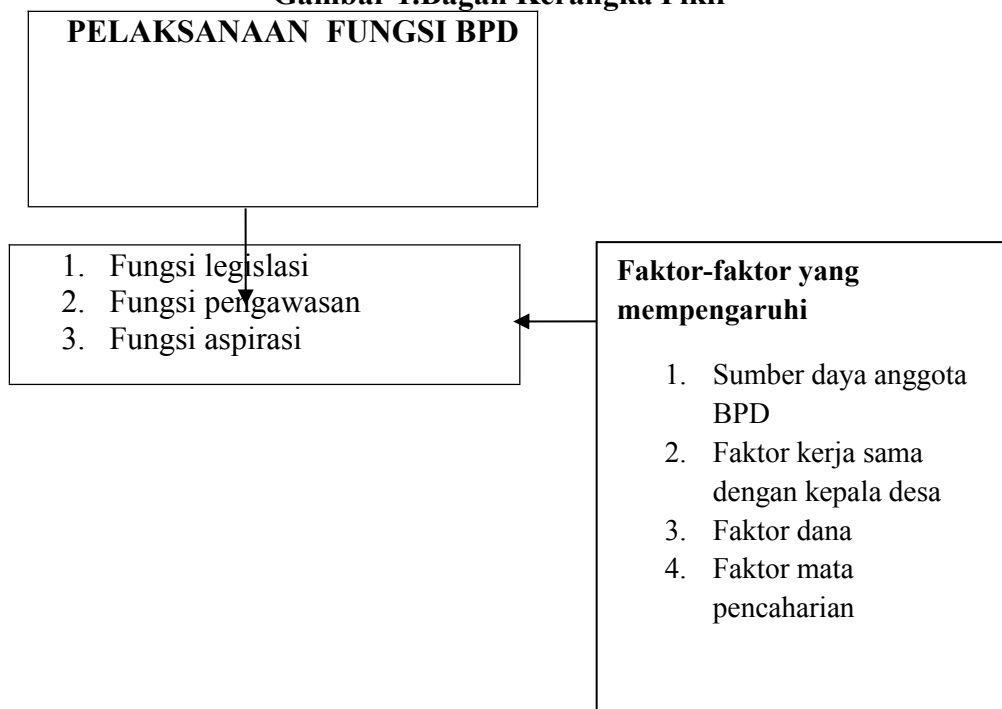 Gambar 1.Bagan Kerangka Pikir
PELAKSANAAN FUNGSI BPD
1. Fungsi legislasi
2. Fungsi pengawasan
3. Fungsi aspirasi
Faktor-faktor yang
mempengaruhi
1. Sumber daya anggota
BPD
2. Faktor kerja sama
dengan kepala desa
3. Faktor dana
4. Faktor mata
pencaharian